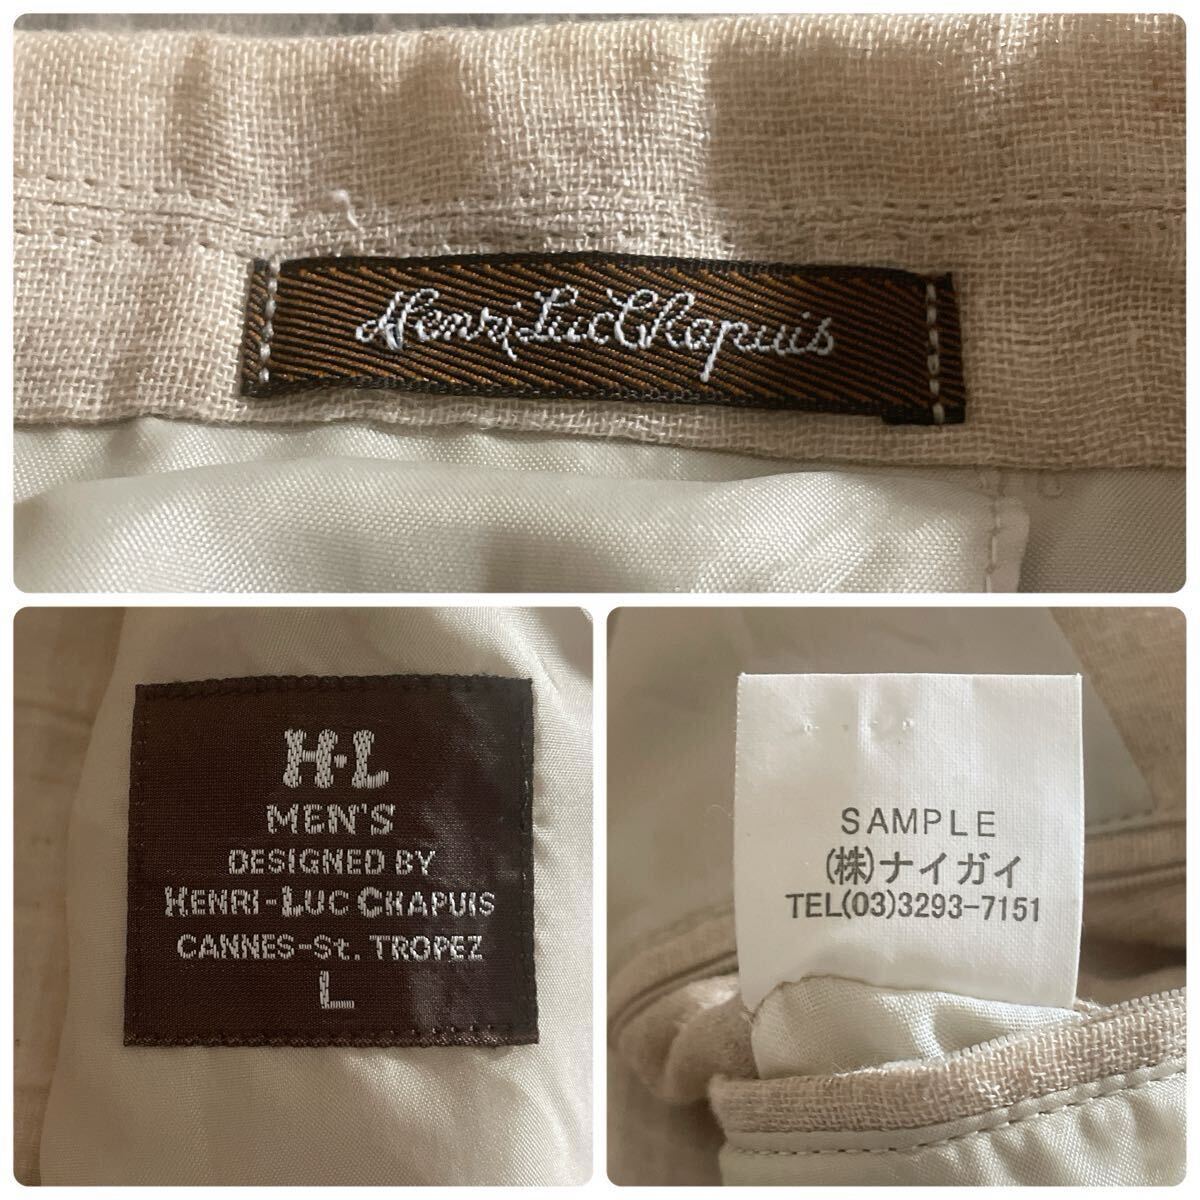 Henri Luc Chapuis
H·L
MEN'S
DESIGNED BY
HENRI-LUC CHAPUIS
CANNES-St. TROPEZ
L
SAMPLE
(株)ナイガイ
TEL(03)3293-7151